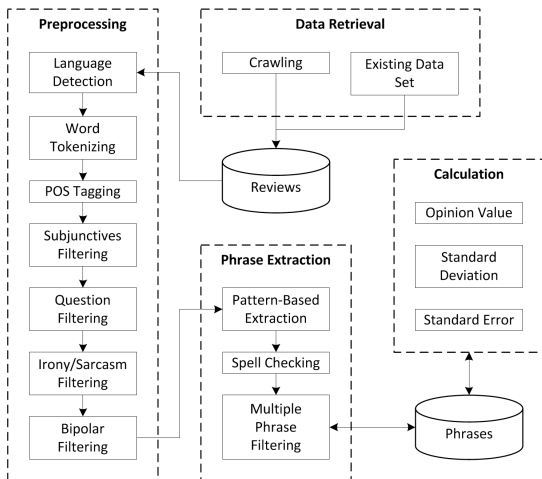 Preprocessing
Language
Detection
Word
Tokenizing
POS Tagging
Subjunctives
Filtering
Question
Filtering
Irony/Sarcasm
Filtering
Bipolar
Filtering
Data Retrieval
Crawling
Existing Data
Set
Reviews
Phrase Extraction
Pattern-Based
Extraction
Spell Checking
Multiple
Phrase
Filtering
Calculation
Opinion Value
Standard
Deviation
Standard Error
Phrases